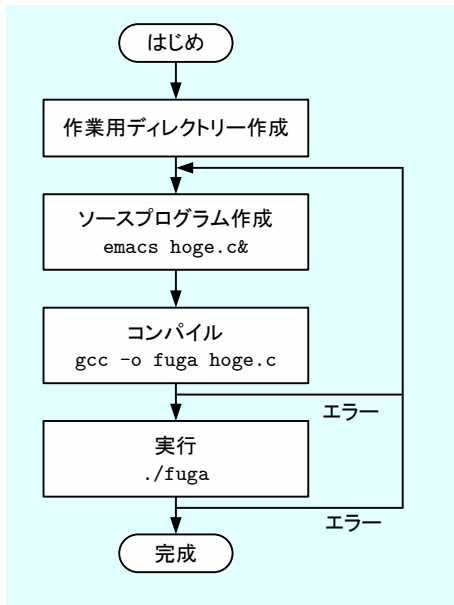 はじめ
作業用ディレクトリー作成
ソースプログラム作成
emacs hoge.c&
コンパイル
gcc -o fuga hoge.c
エラー
実行
./fuga
エラー
完成